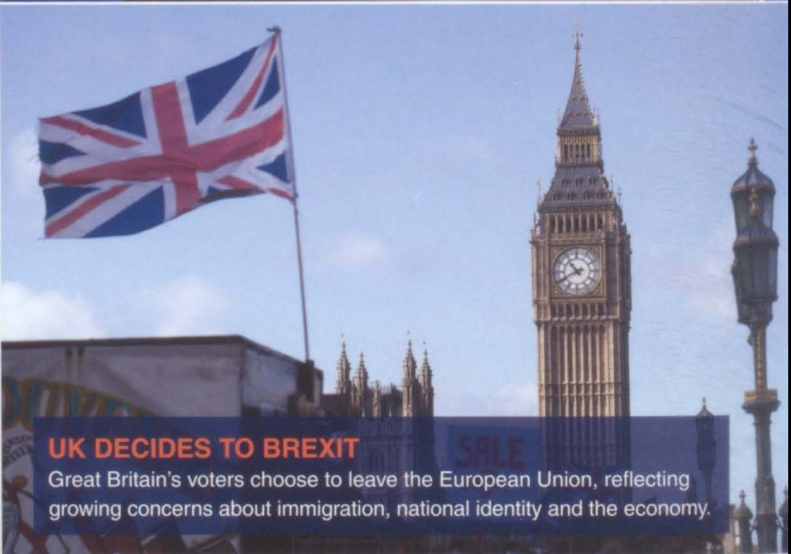 SALE
UK DECIDES TO BREXIT
Great Britain's voters choose to leave the European Union, reflecting
growing concerns about immigration, national identity and the economy.